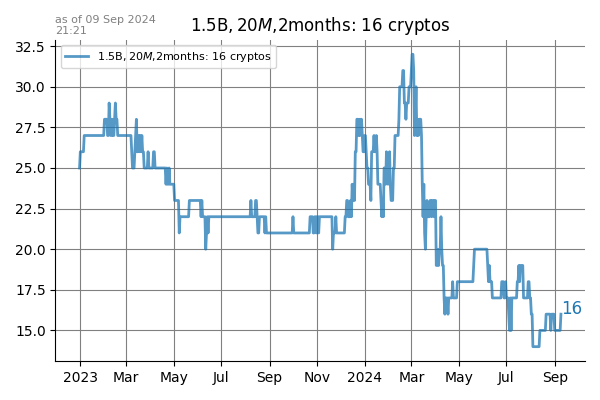 as of 09 Sep 2024
21:21
1.5B, 20M,2months: 16 cryptos
1.5B, 20M,2months: 16 cryptos
32.5
30.0
27.5
25.0
22.5
20.0
17.5
15.0
16
2023 Mar May Jul Sep Nov 2024 Mar May Jul Sep